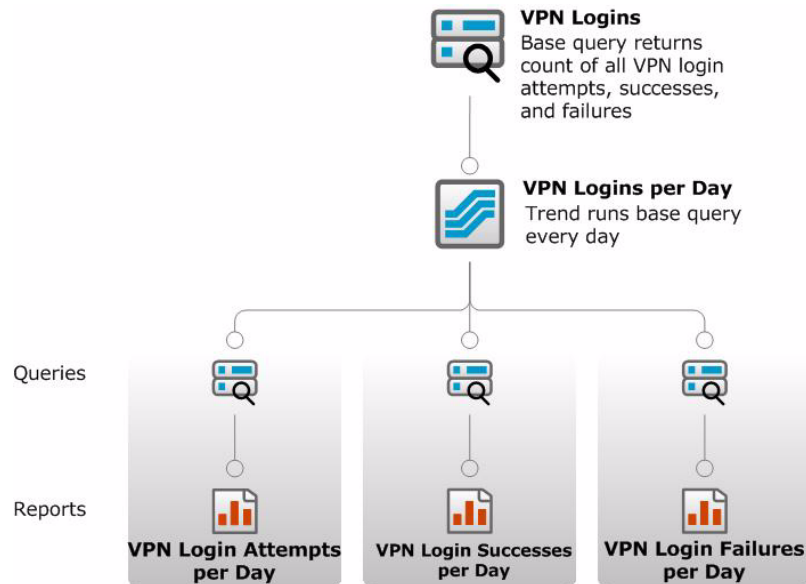 VPN Logins
Base query returns
count of all VPN login
attempts, successes,
and failures
VPN Logins per Day
Trend runs base query
every day
Queries
Reports
VPN Login Attempts
per Day
VPN Login Successes
per Day
VPN Login Failures
per Day